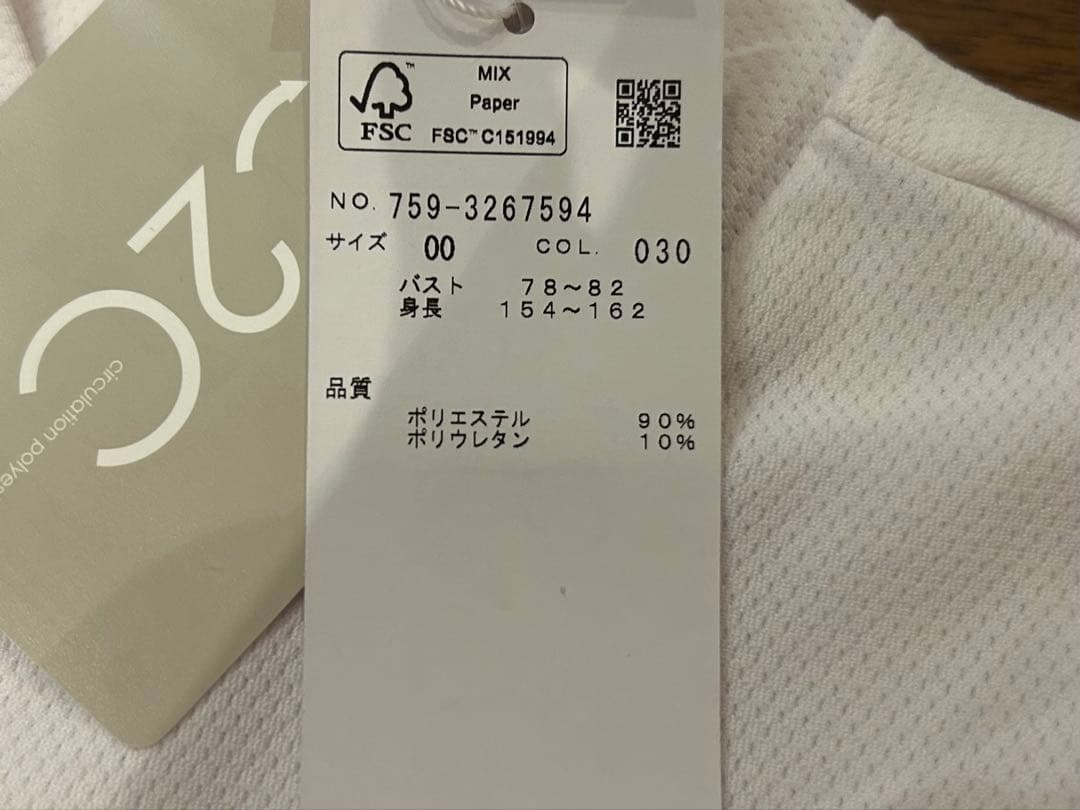 MIX
Paper
FSC™
FSC™ C151994
NO. 759-3267594
サイズ 00 COL. 030
バスト 78～82
身長 154～162
品質
ポリエステル 90%
ポリウレタン 10%
circulation